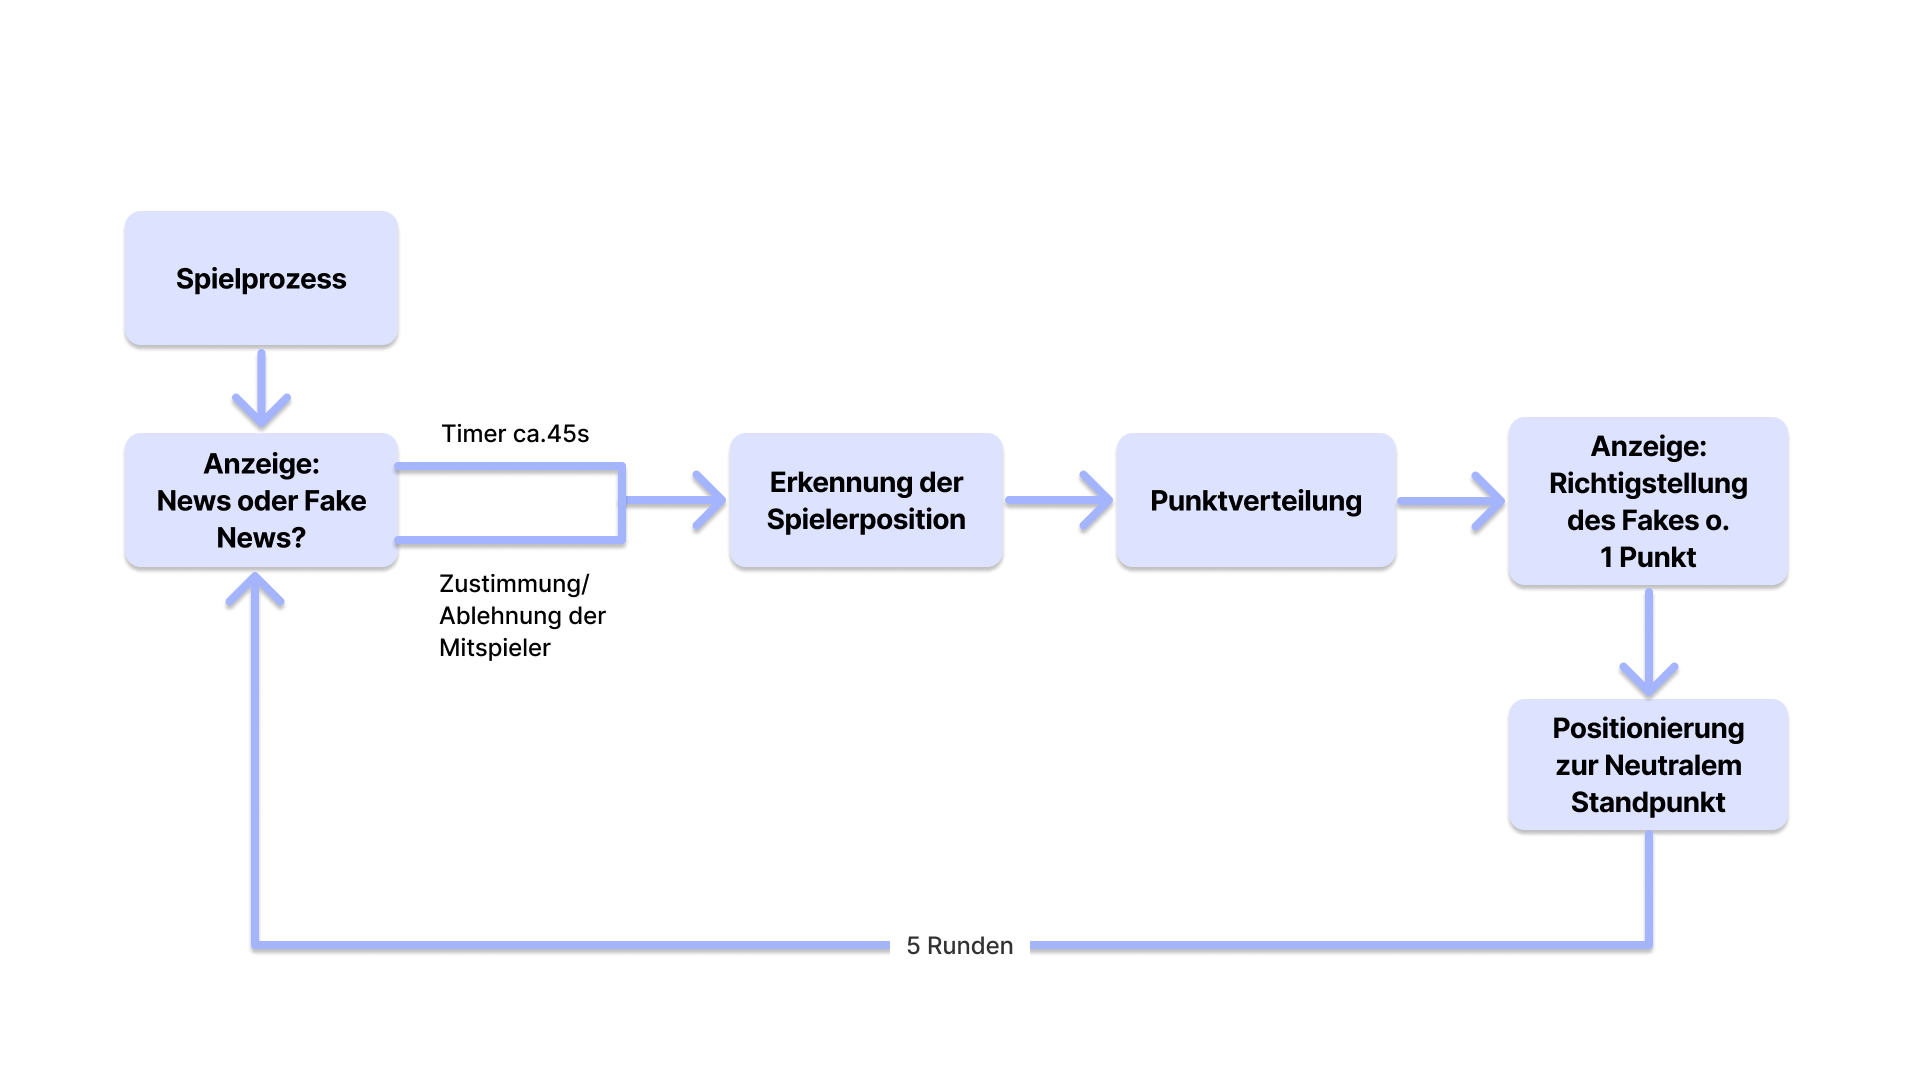 Spielprozess
Anzeige:
News oder Fake
News?
Timer ca.45s
Zustimmung/
Ablehnung der
Mitspieler
Erkennung der
Spielerposition
Punktverteilung
Anzeige:
Richtigstellung
des Fakes o.
1 Punkt
Positionierung
zur Neutralem
Standpunkt
5 Runden